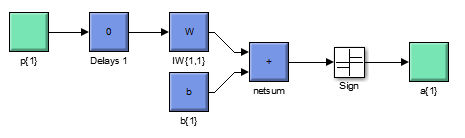 0
W
p{1}
Delays 1
IW{1,1}
b
+
netsum
Sign
a{1}
b{1}